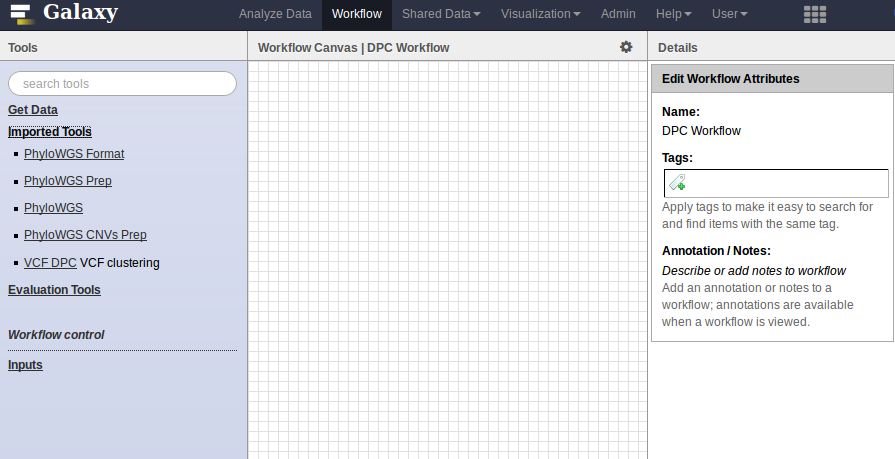 Galaxy
Analyze Data Workflow Shared Data Visualization Admin Help User
Tools
Workflow Canvas | DPC Workflow
Details
search tools
Get Data
Imported Tools
PhyloWGS Format
PhyloWGS Prep
PhyloWGS
PhyloWGS CNVs Prep
VCF DPC VCF clustering
Evaluation Tools
Workflow control
Inputs
Edit Workflow Attributes
Name:
DPC Workflow
Tags:
Apply tags to make it easy to search for
and find items with the same tag.
Annotation / Notes:
Describe or add notes to workflow
Add an annotation or notes to a
workflow; annotations are available
when a workflow is viewed.